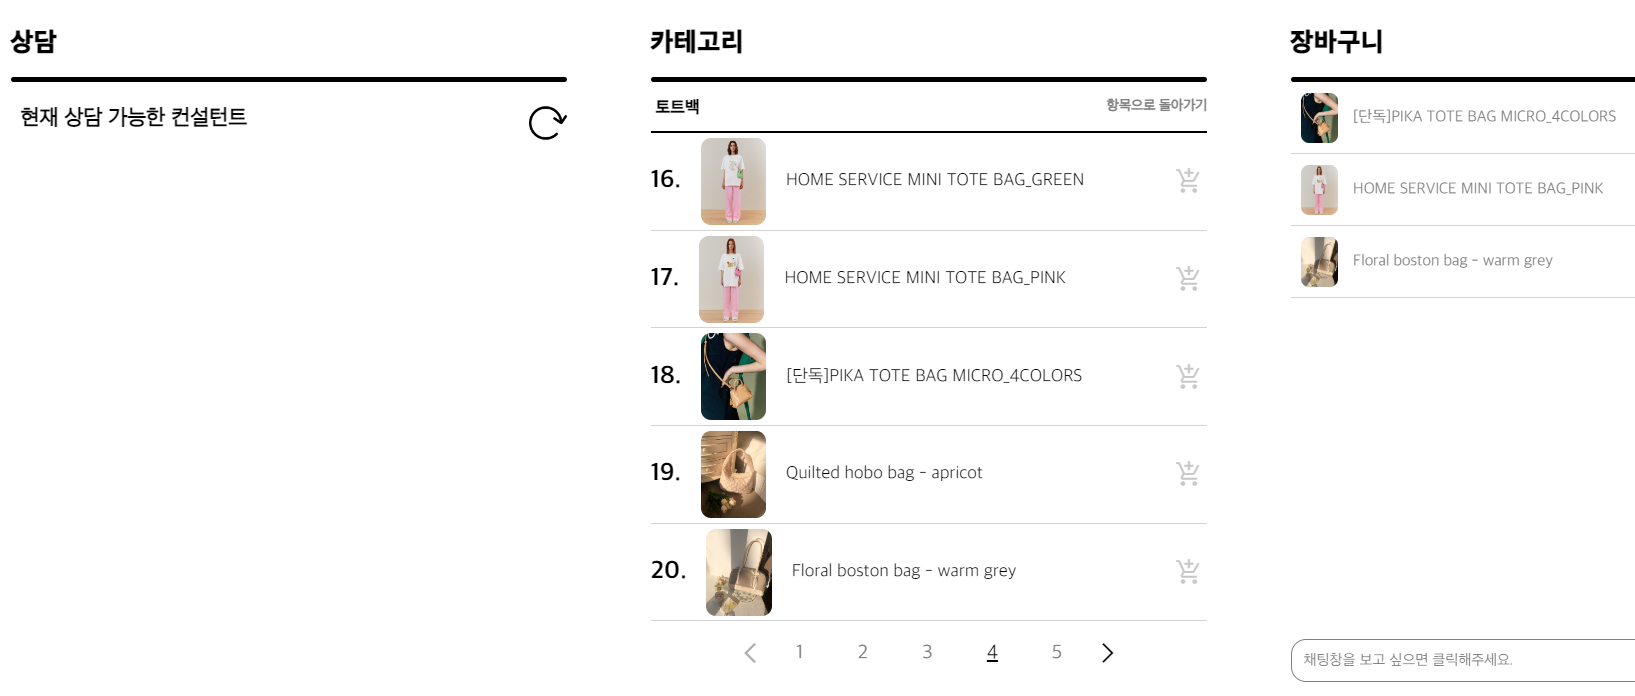 상담
현재 상담 가능한 컨설턴트
카테고리
토트백
항목으로 돌아가기
16. HOME SERVICE MINI TOTE BAG_GREEN
17. HOME SERVICE MINI TOTE BAG_PINK
18. [단독]PIKA TOTE BAG MICRO_4COLORS
19. Quilted hobo bag - apricot
20. Floral boston bag - warm grey
1 2 3 4 5
장바구니
[단독]PIKA TOTE BAG MICRO_4COLORS
HOME SERVICE MINI TOTE BAG_PINK
Floral boston bag - warm grey
채팅창을 보고 싶으면 클릭해주세요.